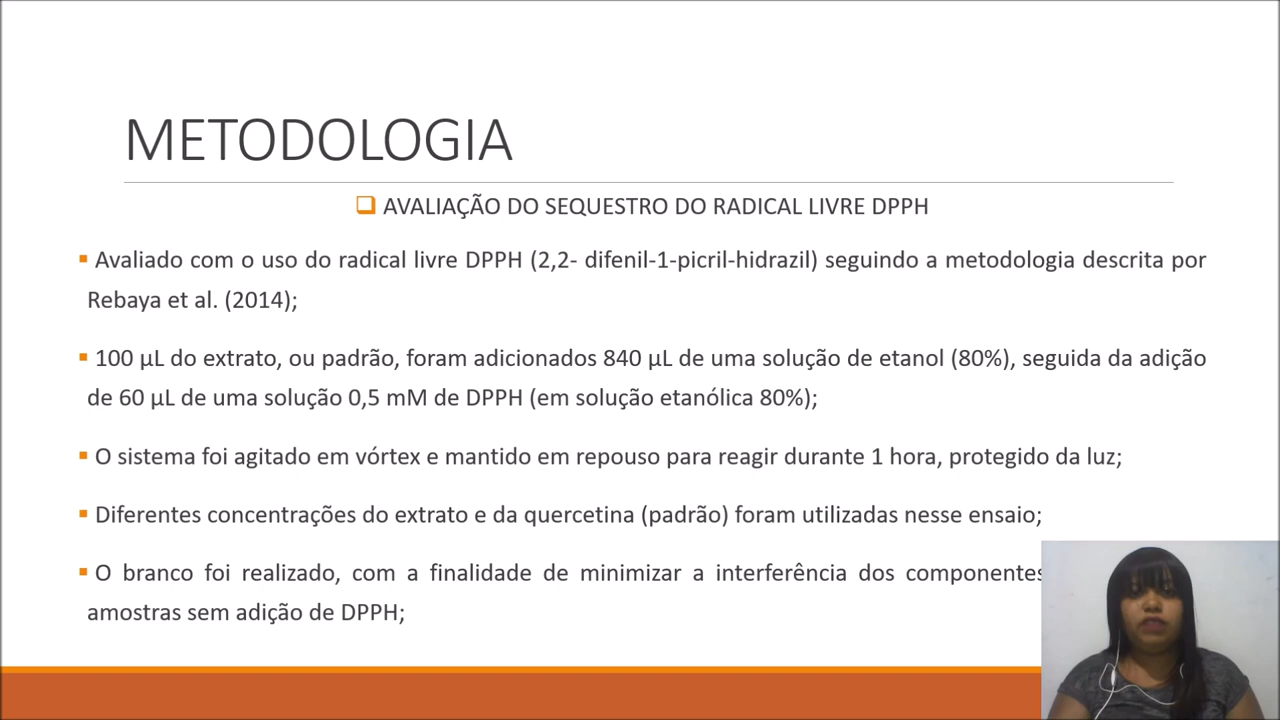 METODOLOGIA
AVALIAÇÃO DO SEQUESTRO DO RADICAL LIVRE DPPH
Avaliado com o uso do radical livre DPPH (2,2- difenil-1-picril-hidrazil) seguindo a metodologia descrita por
Rebaya et al. (2014);
100 µL do extrato, ou padrão, foram adicionados 840 µL de uma solução de etanol (80%), seguida da adição
de 60 µL de uma solução 0,5 mM de DPPH (em solução etanólica 80%);
O sistema foi agitado em vórtex e mantido em repouso para reagir durante 1 hora, protegido da luz;
Diferentes concentrações do extrato e da quercetina (padrão) foram utilizadas nesse ensaio;
O branco foi realizado, com a finalidade de minimizar a interferência dos componentes
amostras sem adição de DPPH;